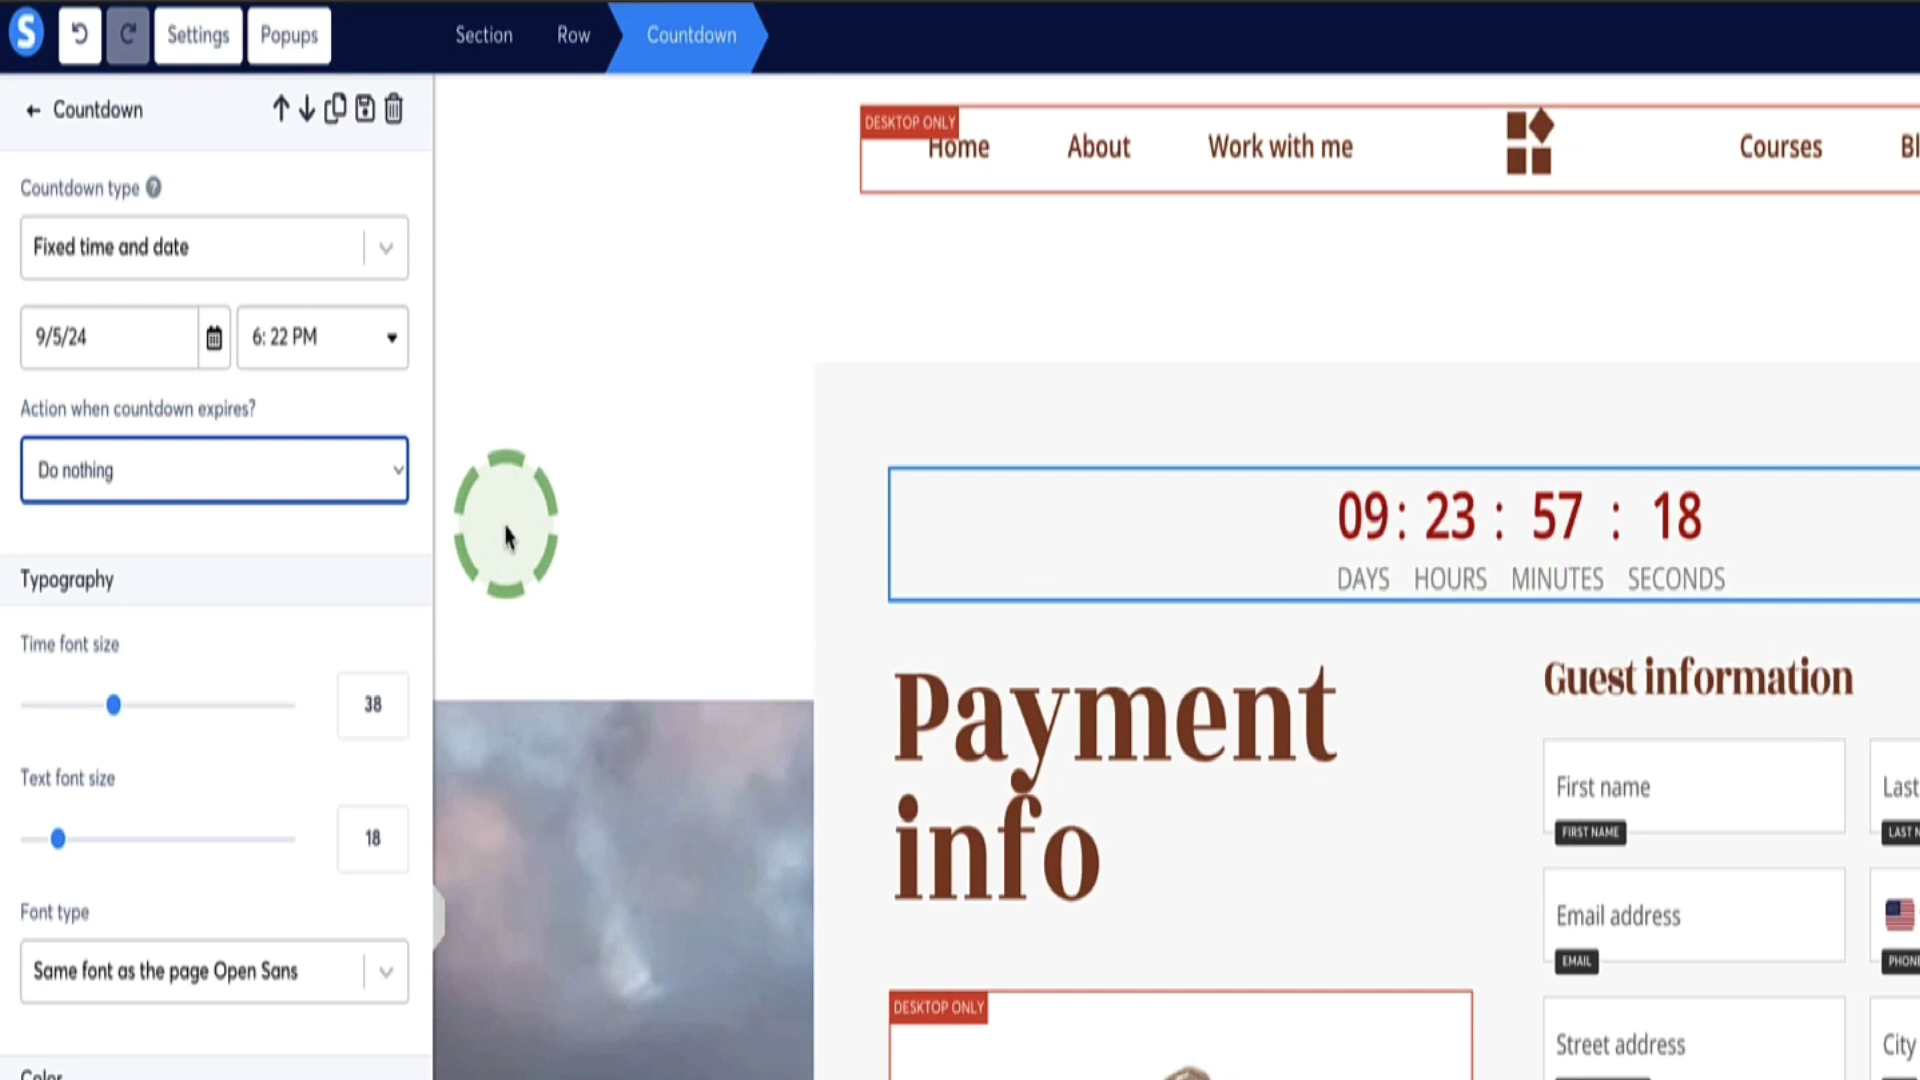 S
Settings
Popups
Section
Row
Countdown
Countdown
Countdown type ?
Fixed time and date
9/5/24
6: 22 PM
Action when countdown expires?
Do nothing
Typography
Time font size
38
Text font size
18
Font type
Same font as the page Open Sans
Color
DESKTOP ONLY
Home
About
Work with me
Courses
Bl
09 : 23 : 57 : 18
DAYS HOURS MINUTES SECONDS
Payment
info
Guest information
First name
FIRST NAME
Last
LAST N
Email address
EMAIL
PHONE
Street address
City
DESKTOP ONLY